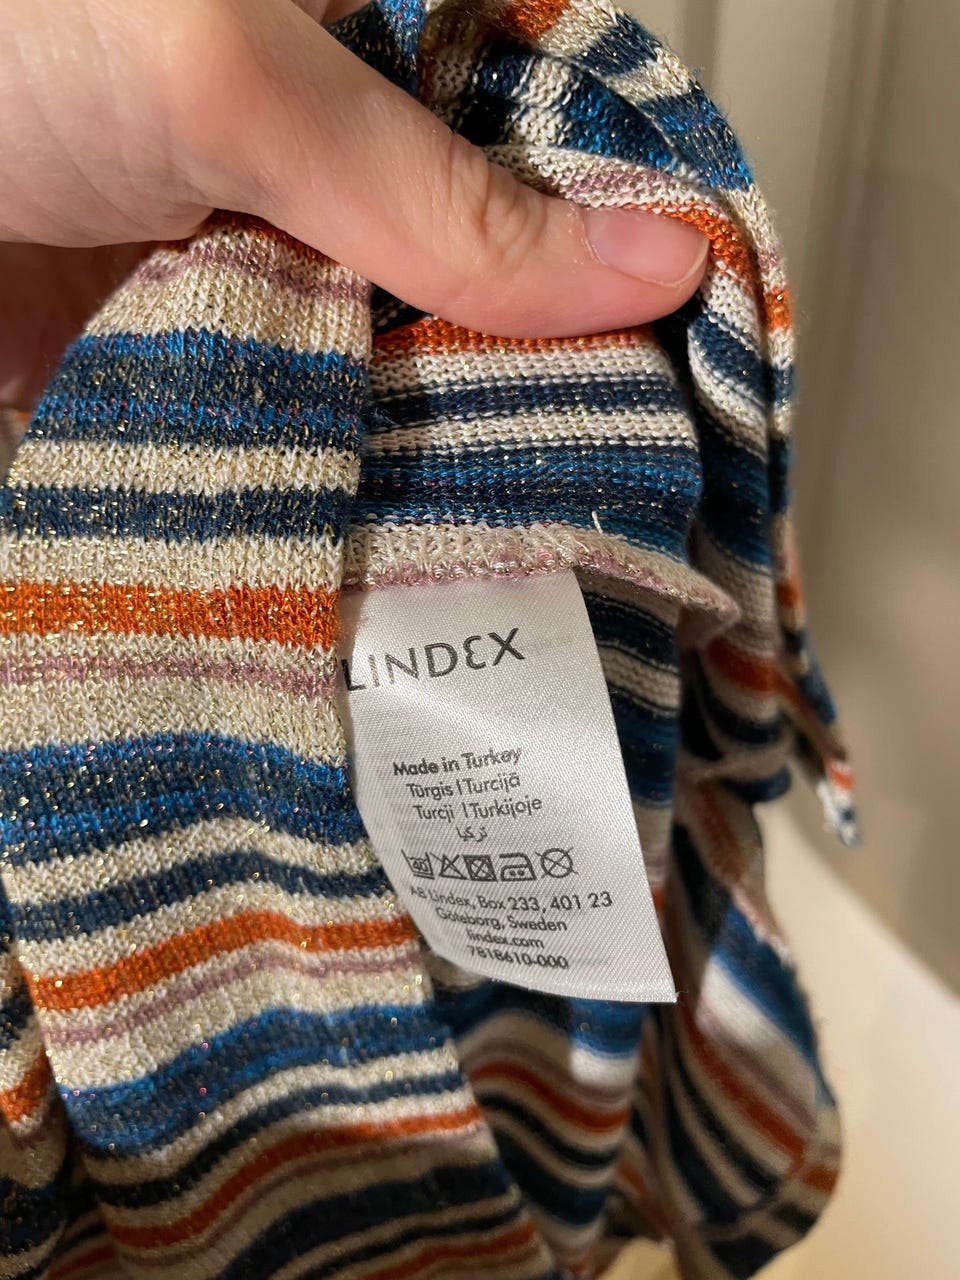 LINDEX
Made in Turkey
Türgis | Turcijā
Turcji | Turkijoje
تركيا
30
AB Lindex, Box 233, 401 23
Göteborg, Sweden
lindex.com
7818610-000